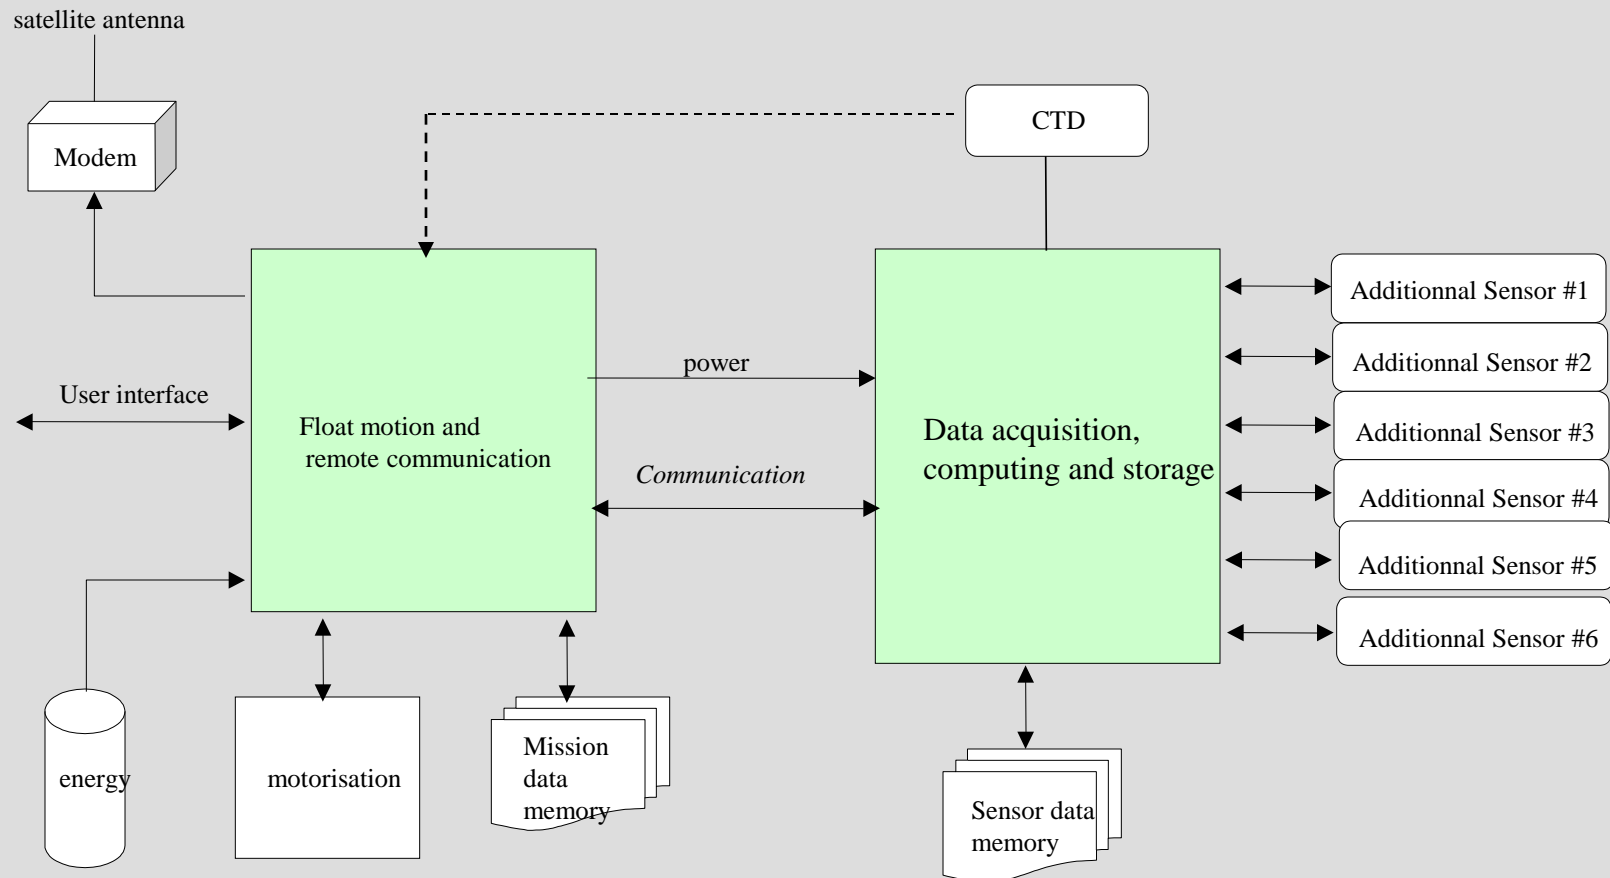 satellite antenna
CTD
Modem
Additionnal Sensor #1
Additionnal Sensor #2
Additionnal Sensor #3
Additionnal Sensor #4
Additionnal Sensor #5
Additionnal Sensor #6
power
User interface
Float motion and
remote communication
Communication
Data acquisition,
computing and storage
energy
motorisation
Mission
data
memory
Sensor data
memory